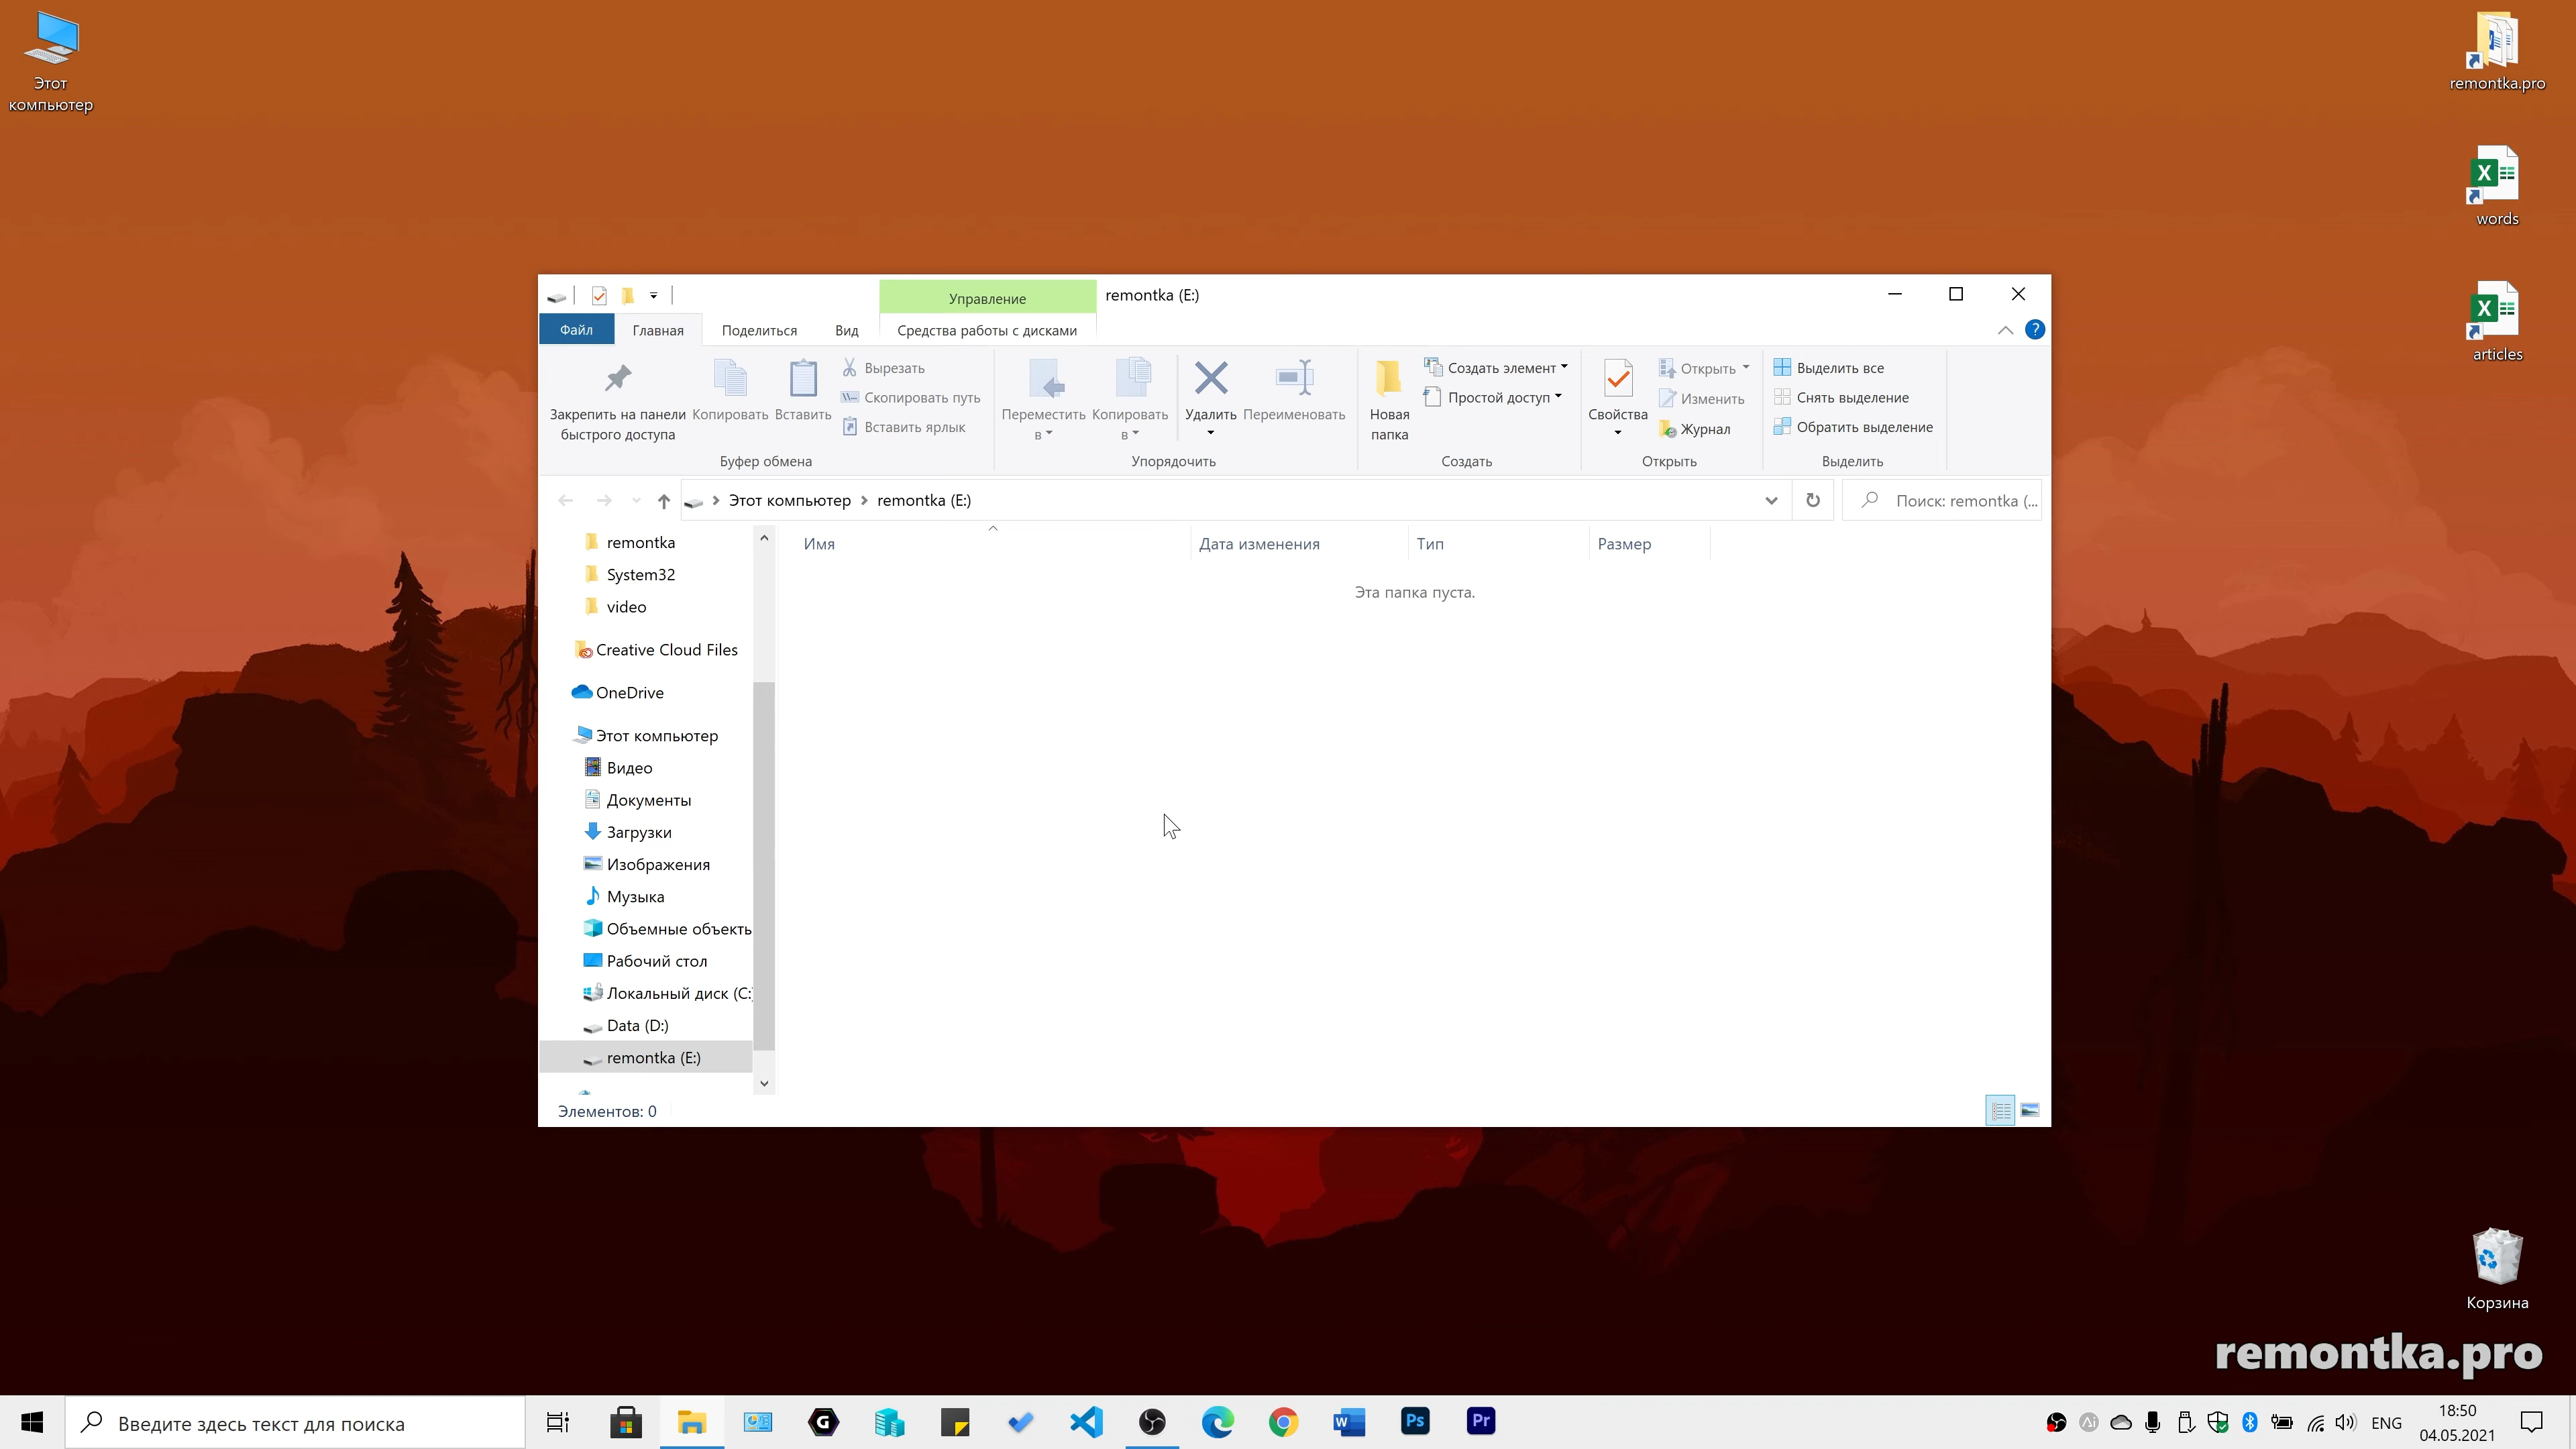 Этот
компьютер
remontka.pro
words
articles
Управление
remontka (E:)
Файл
Главная
Поделиться
Вид
Средства работы с дисками
?
Закрепить на панели
быстрого доступа
Копировать
Вставить
Вырезать
Скопировать путь
Вставить ярлык
Буфер обмена
Переместить
в
Копировать
в
Удалить
Переименовать
Упорядочить
Новая
папка
Создать элемент
Простой доступ
Создать
Свойства
Открыть
Изменить
Журнал
Открыть
Выделить все
Снять выделение
Обратить выделение
Выделить
Этот компьютер
remontka (E:)
Поиск: remontka (...
Имя
Дата изменения
Тип
Размер
Эта папка пуста.
remontka
System32
video
Creative Cloud Files
OneDrive
Этот компьютер
Видео
Документы
Загрузки
Изображения
Музыка
Объемные объекты
Рабочий стол
Локальный диск (C:)
Data (D:)
remontka (E:)
Элементов: 0
Корзина
remontka.pro
Введите здесь текст для поиска
G
W
Ps
Pr
ENG
18:50
04.05.2021